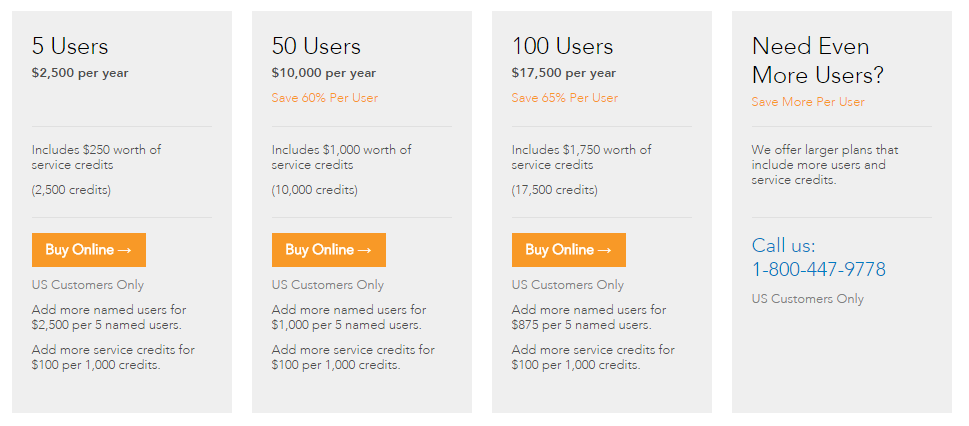 5 Users
$2,500 per year
Includes $250 worth of
service credits
(2,500 credits)
Buy Online →
US Customers Only
Add more named users for
$2,500 per 5 named users.
Add more service credits for
$100 per 1,000 credits.
50 Users
$10,000 per year
Save 60% Per User
Includes $1,000 worth of
service credits
(10,000 credits)
Buy Online →
US Customers Only
Add more named users for
$1,000 per 5 named users.
Add more service credits for
$100 per 1,000 credits.
100 Users
$17,500 per year
Save 65% Per User
Includes $1,750 worth of
service credits
(17,500 credits)
Buy Online →
US Customers Only
Add more named users for
$875 per 5 named users.
Add more service credits for
$100 per 1,000 credits.
Need Even
More Users?
Save More Per User
We offer larger plans that
include more users and
service credits.
Call us:
1-800-447-9778
US Customers Only